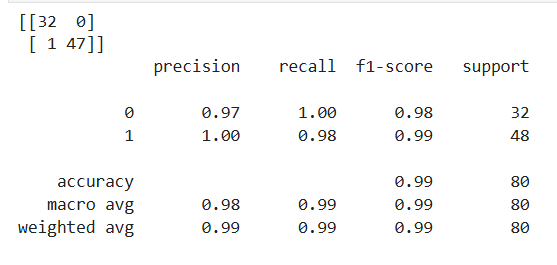 [[32  0]
 [ 1 47]]
              precision    recall  f1-score   support

           0       0.97      1.00      0.98        32
           1       1.00      0.98      0.99        48

    accuracy                           0.99        80
   macro avg       0.98      0.99      0.99        80
weighted avg       0.99      0.99      0.99        80